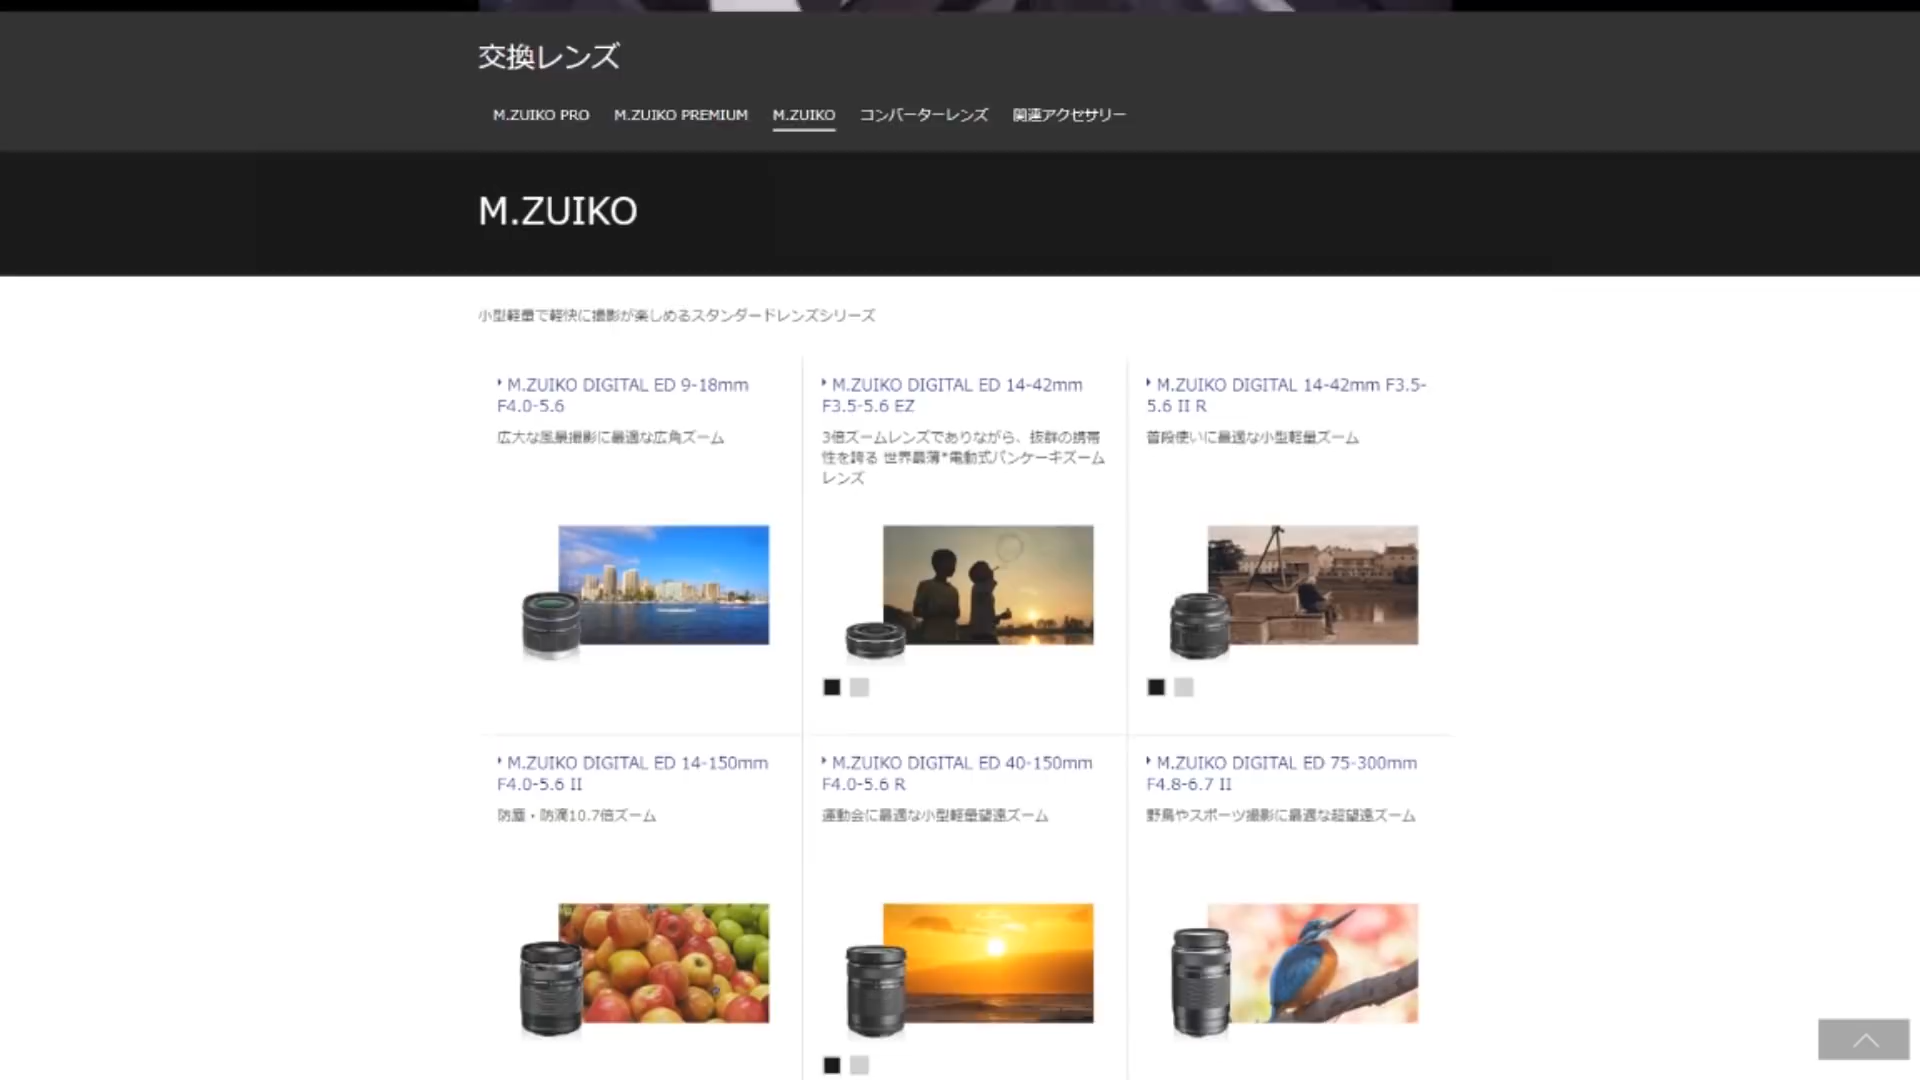 交換レンズ
M.ZUIKO PRO M.ZUIKO PREMIUM M.ZUIKO コンバーターレンズ 関連アクセサリー
M.ZUIKO
小型軽量で軽快に撮影が楽しめるスタンダードレンズシリーズ
M.ZUIKO DIGITAL ED 9-18mm
F4.0-5.6
広大な風景撮影に最適な広角ズーム
M.ZUIKO DIGITAL ED 14-42mm
F3.5-5.6 EZ
3倍ズームレンズでありながら、抜群の携帯
性を誇る 世界最薄*電動式パンケーキズーム
レンズ
M.ZUIKO DIGITAL 14-42mm F3.5-
5.6 II R
普段使いに最適な小型軽量ズーム
M.ZUIKO DIGITAL ED 14-150mm
F4.0-5.6 II
防塵・防滴10.7倍ズーム
M.ZUIKO DIGITAL ED 40-150mm
F4.0-5.6 R
運動会に最適な小型軽量望遠ズーム
M.ZUIKO DIGITAL ED 75-300mm
F4.8-6.7 II
野鳥やスポーツ撮影に最適な超望遠ズーム